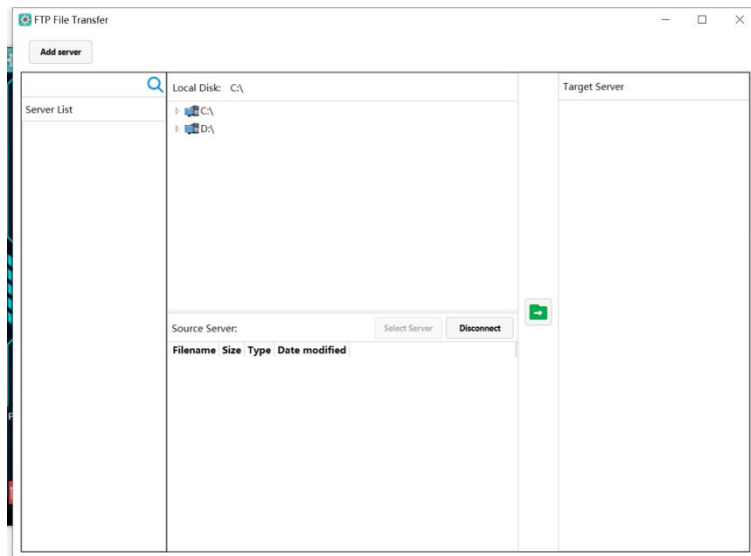 FTP File Transfer
Add server
Server List
Local Disk: C:\
C:\
D:\
Source Server:
Select Server
Disconnect
Filename Size Type Date modified
Target Server